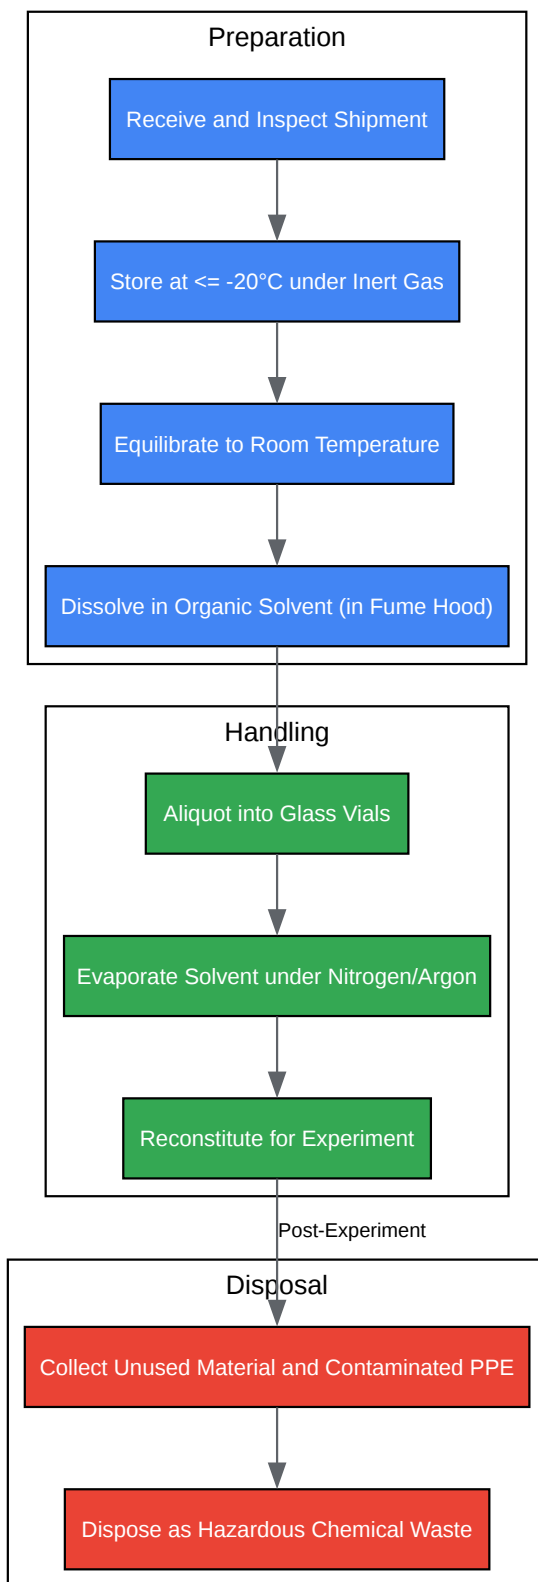 Preparation
Receive and Inspect Shipment
Store at <= -20°C under Inert Gas
Equilibrate to Room Temperature
Dissolve in Organic Solvent (in Fume Hood)
Handling
Aliquot into Glass Vials
Evaporate Solvent under Nitrogen/Argon
Reconstitute for Experiment
Post-Experiment
Disposal
Collect Unused Material and Contaminated PPE
Dispose as Hazardous Chemical Waste